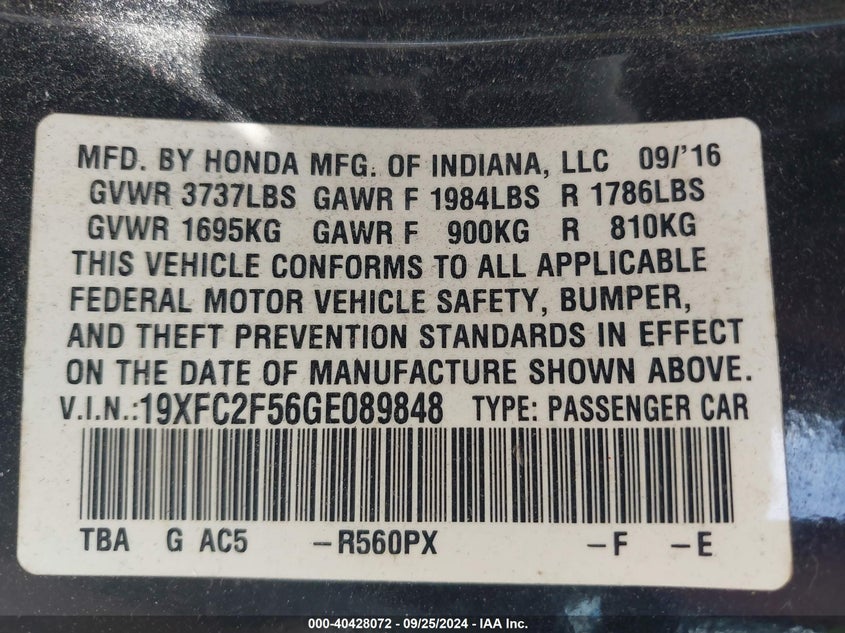 MFD. BY HONDA MFG. OF INDIANA, LLC 09/'16
GVWR 3737LBS GAWR F 1984LBS R 1786LBS
GVWR 1695KG GAWR F 900KG R 810KG
THIS VEHICLE CONFORMS TO ALL APPLICABLE
FEDERAL MOTOR VEHICLE SAFETY, BUMPER,
AND THEFT PREVENTION STANDARDS IN EFFECT
ON THE DATE OF MANUFACTURE SHOWN ABOVE.
V.I.N.:19XFC2F56GE089848 TYPE: PASSENGER CAR
TBA G AC5 –R560PX –F –E
000-40428072 – 09/25/2024 – IAA Inc.